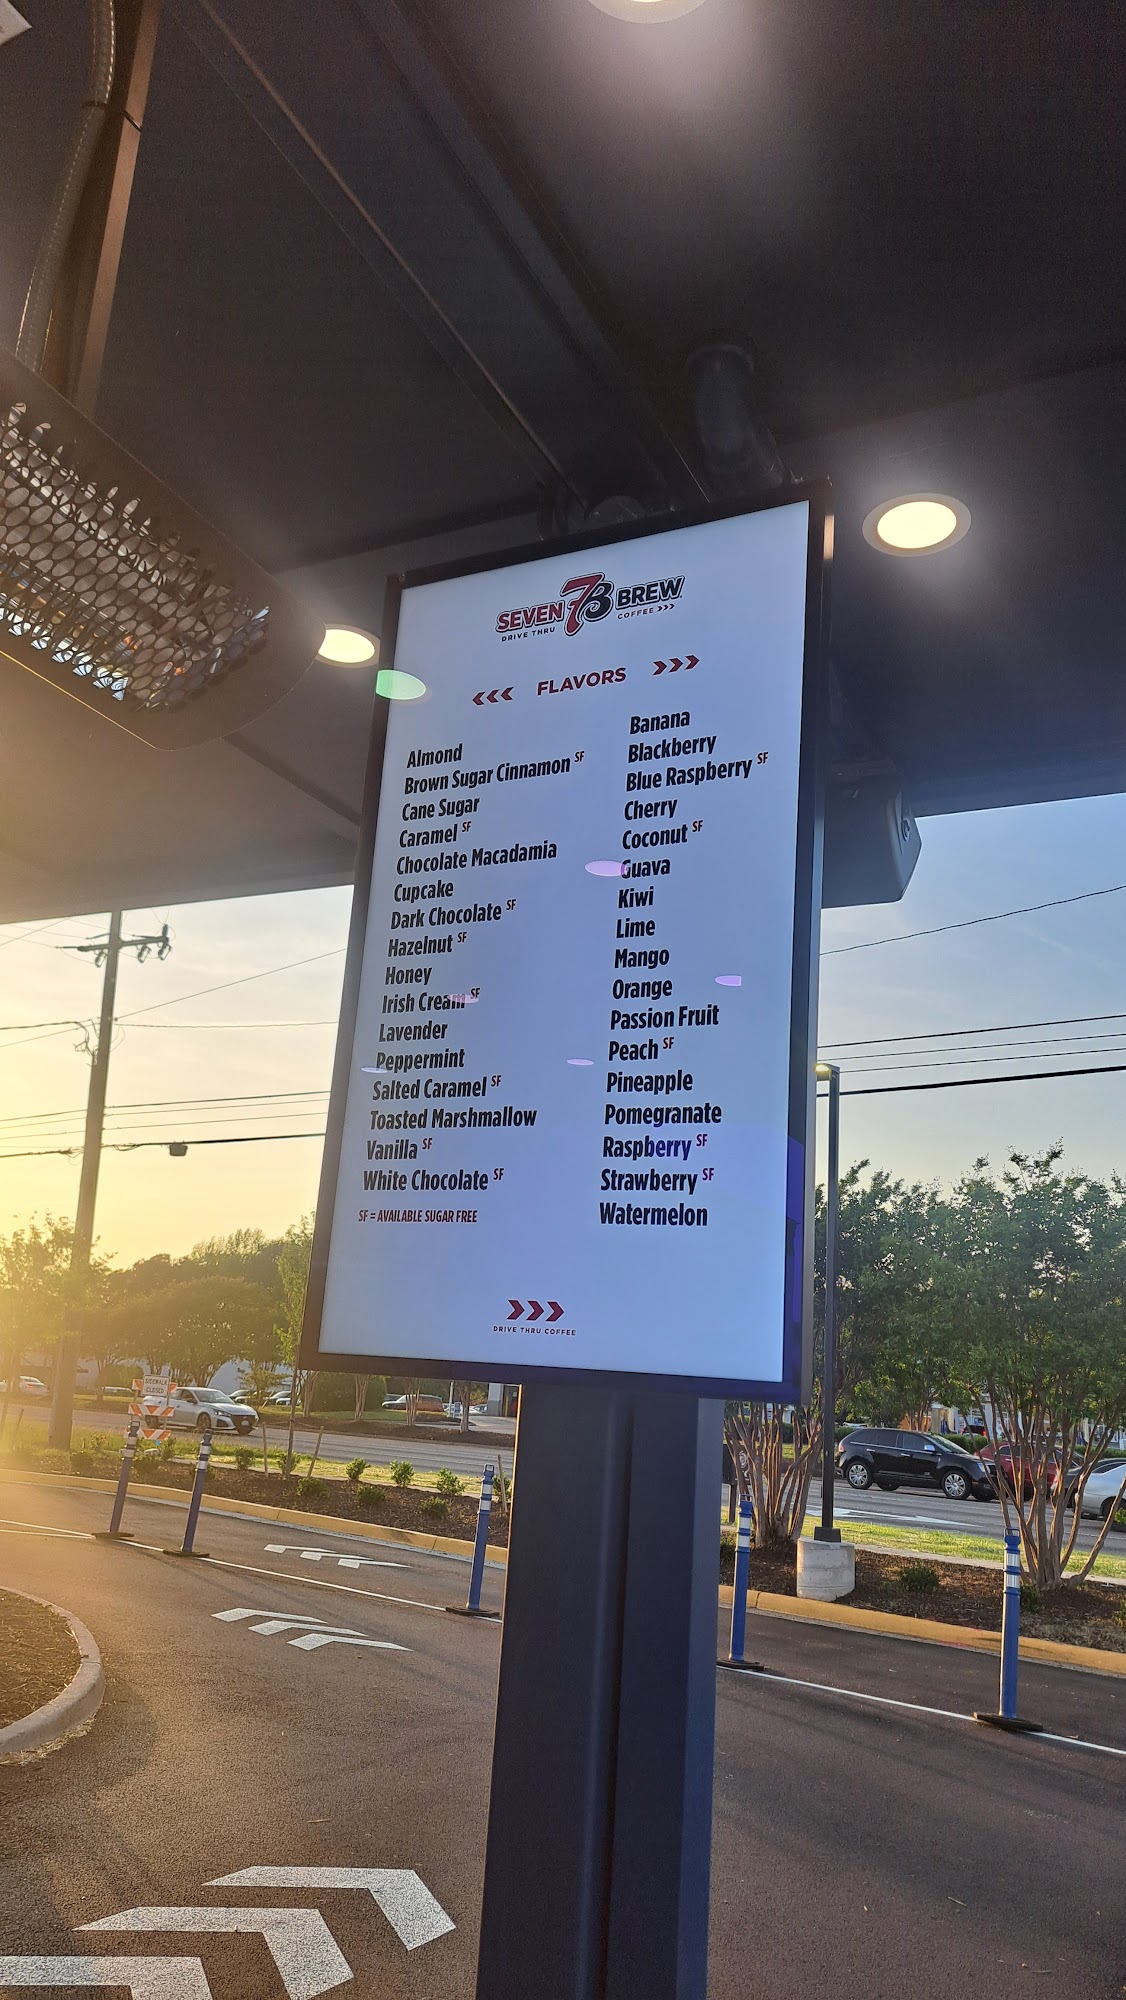 SEVEN 7B BREW
DRIVE THRU COFFEE >>>
<<< FLAVORS >>>
Almond
Brown Sugar Cinnamon SF
Cane Sugar
Caramel SF
Chocolate Macadamia
Cupcake
Dark Chocolate SF
Hazelnut SF
Honey
Irish Cream SF
Lavender
Peppermint
Salted Caramel SF
Toasted Marshmallow
Vanilla SF
White Chocolate SF
SF = AVAILABLE SUGAR FREE
Banana
Blackberry
Blue Raspberry SF
Cherry
Coconut SF
Guava
Kiwi
Lime
Mango
Orange
Passion Fruit
Peach SF
Pineapple
Pomegranate
Raspberry SF
Strawberry SF
Watermelon
>>>
DRIVE THRU COFFEE
SIDEWALK
CLOSED